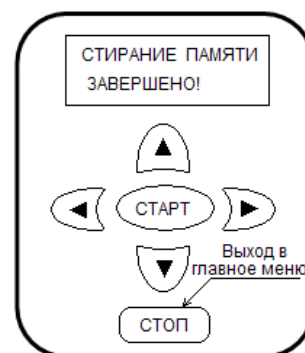 СТИРАНИЕ ПАМЯТИ
ЗАВЕРШЕНО!
СТАРТ
Выход в
главное меню
СТОП